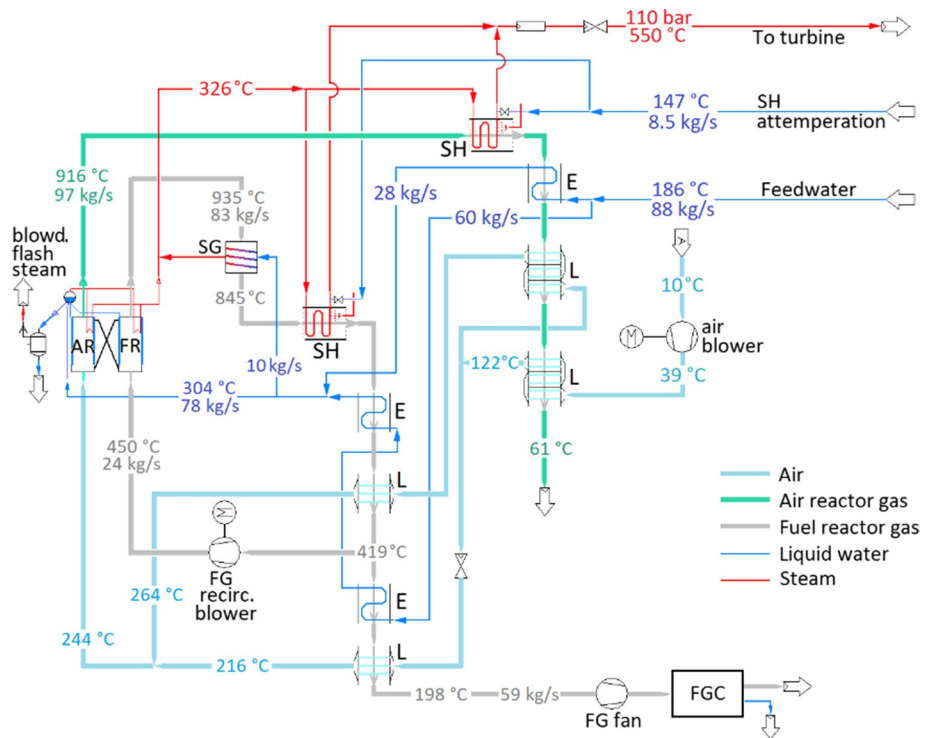 110 bar
550 °C
To turbine
326 °C
147 °C
8.5 kg/s
SH
attemperation
SH
916 °C
97 kg/s
935 °C
83 kg/s
28 kg/s
E
186 °C
88 kg/s
Feedwater
60 kg/s
blowd.
flash
steam
SG
L
A
10 °C
845°C
M
air
blower
AR
FR
SH
122°C
39 °C
L
10 kg/s
304 °C
78 kg/s
E
61 °C
450 °C
24 kg/s
L
Air
Air reactor gas
Fuel reactor gas
Liquid water
Steam
M
419°C
FG
recirc.
blower
264 °C
E
244 °C
216 °C
L
198 °C
59 kg/s
FG fan
FGC